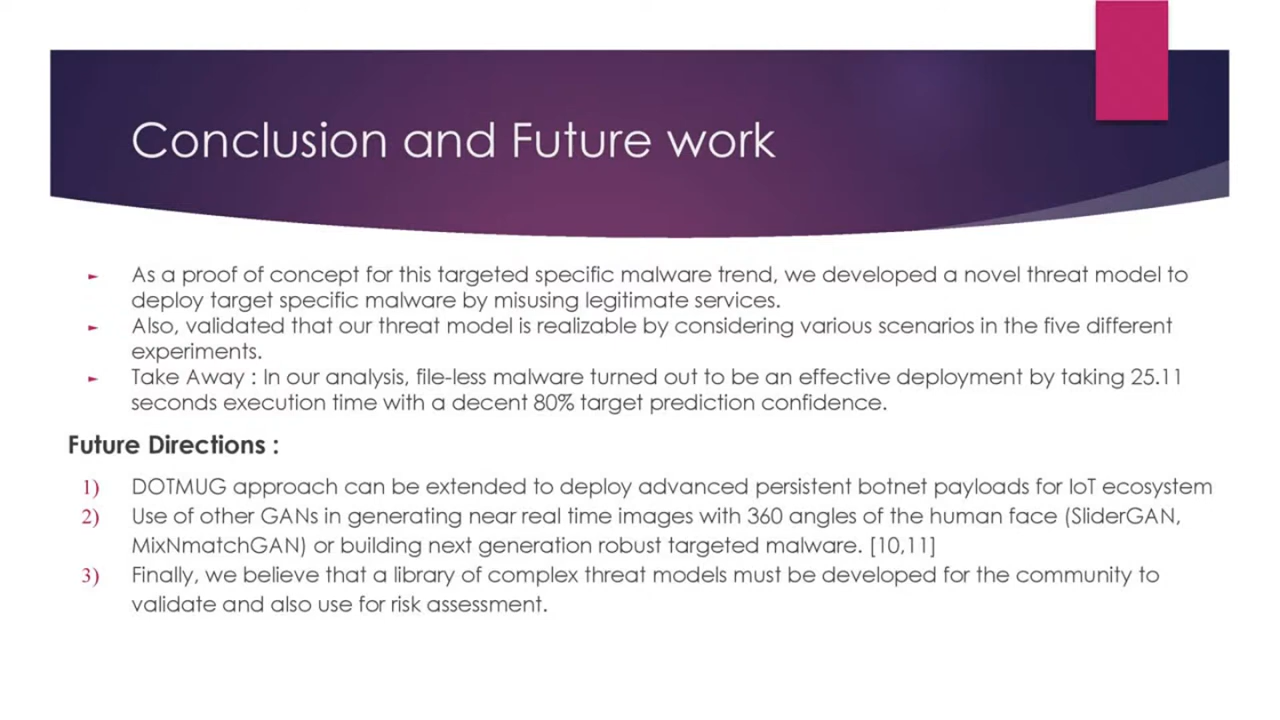 Conclusion and Future work
► As a proof of concept for this targeted specific malware trend, we developed a novel threat model to
deploy target specific malware by misusing legitimate services.
► Also, validated that our threat model is realizable by considering various scenarios in the five different
experiments.
► Take Away : In our analysis, file-less malware turned out to be an effective deployment by taking 25.11
seconds execution time with a decent 80% target prediction confidence.
Future Directions :
1) DOTMUG approach can be extended to deploy advanced persistent botnet payloads for IoT ecosystem
2) Use of other GANs in generating near real time images with 360 angles of the human face (SliderGAN,
MixNmatchGAN) or building next generation robust targeted malware. [10,11]
3) Finally, we believe that a library of complex threat models must be developed for the community to
validate and also use for risk assessment.